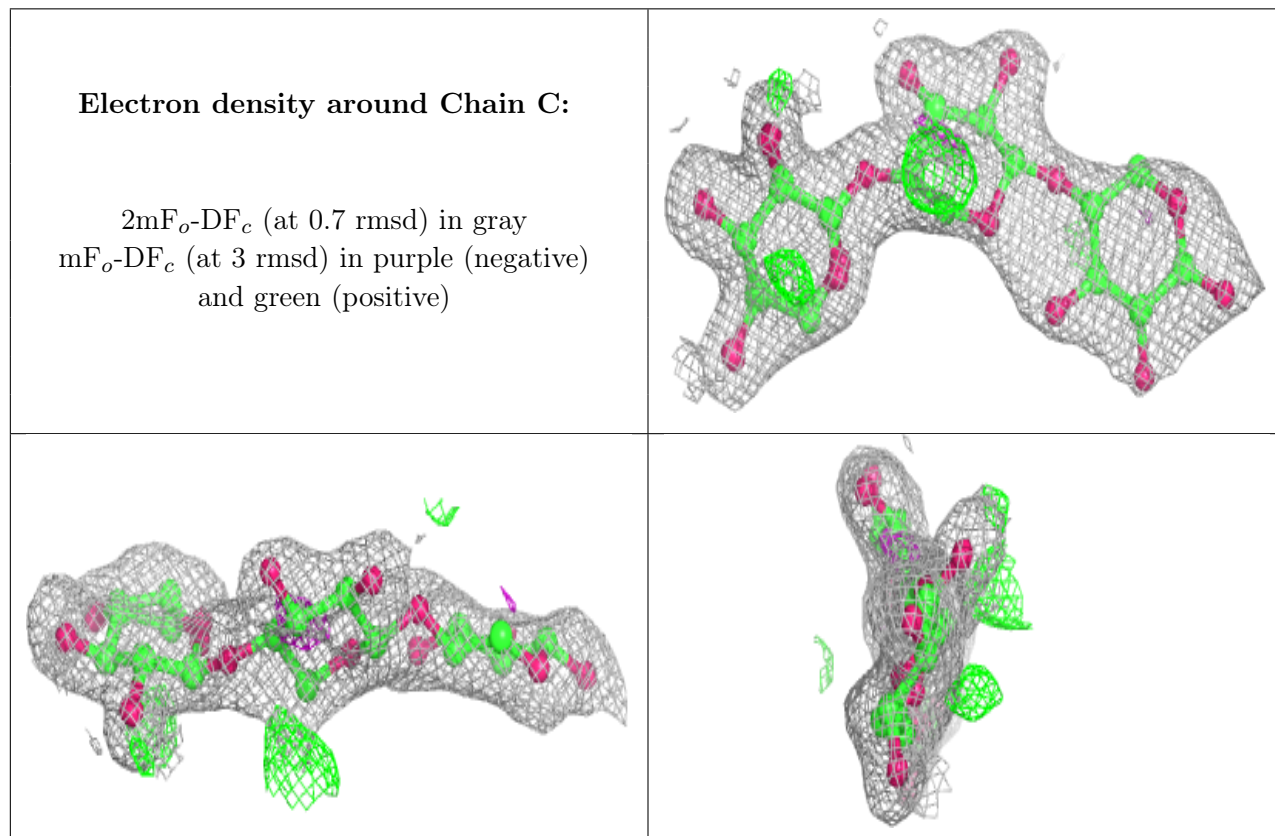 Electron density around Chain C:
2mFₒ-DF𝒸 (at 0.7 rmsd) in gray
mFₒ-DF𝒸 (at 3 rmsd) in purple (negative)
and green (positive)